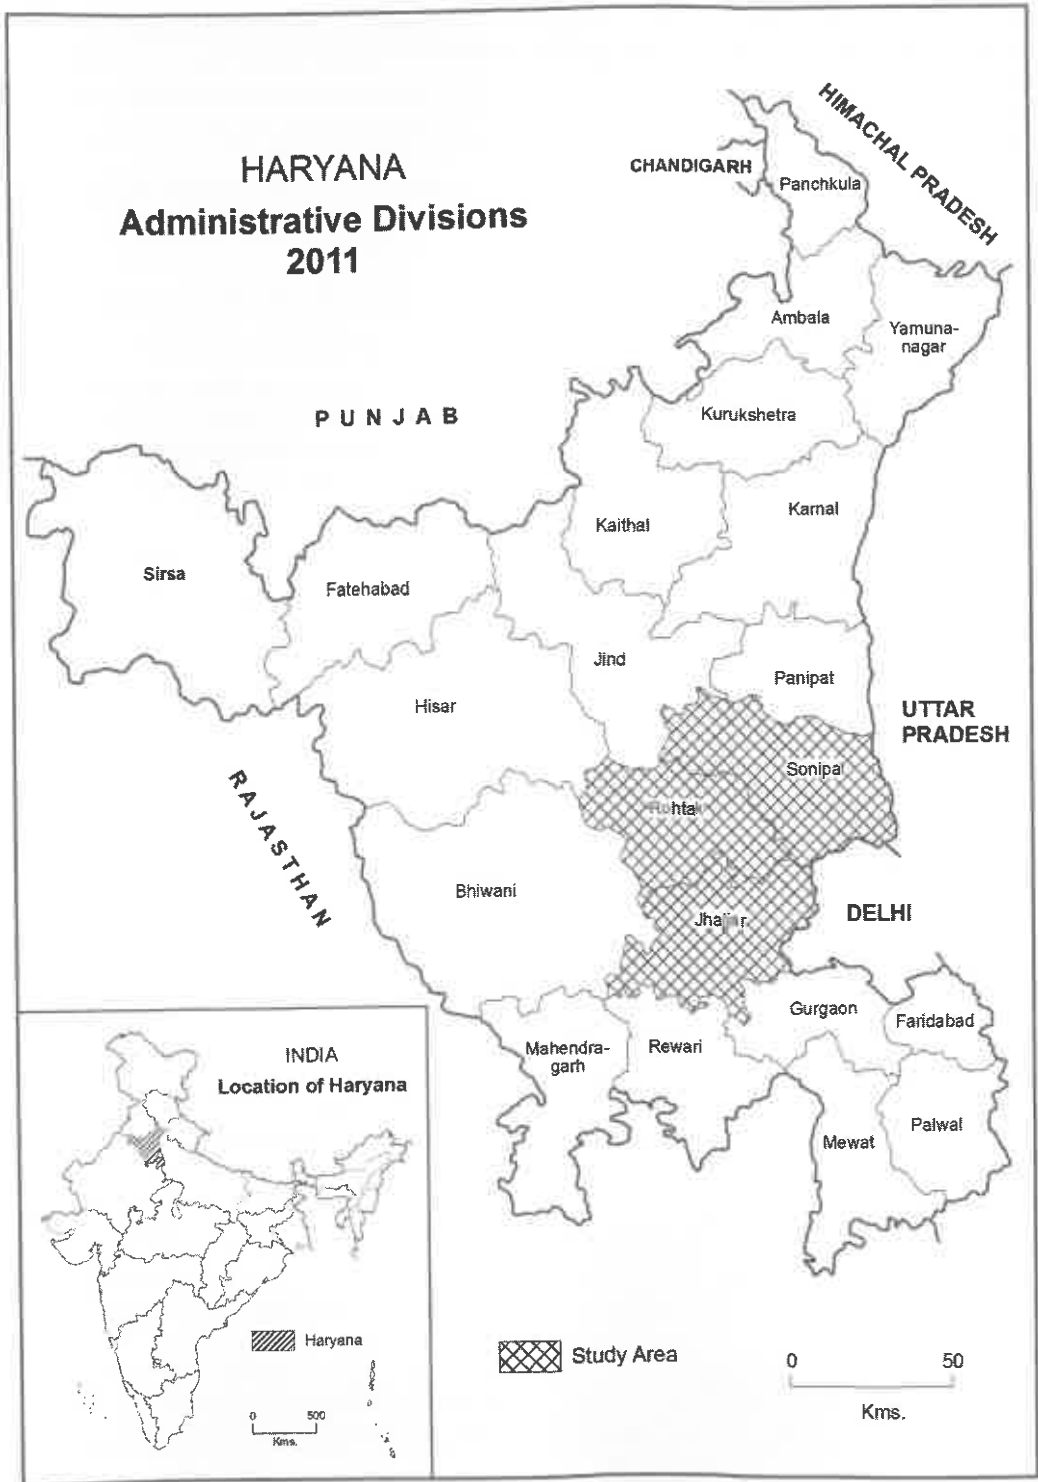 HARYANA
Administrative Divisions
2011
HIMACHAL PRADESH
CHANDIGARH
Panchkula
Ambala
Yamuna-
nagar
PUNJAB
Kurukshetra
Kaithal
Karnal
Sirsa
Fatehabad
Jind
Panipat
Hisar
UTTAR
PRADESH
Sonipat
RAJASTHAN
Rohtak
Bhiwani
Jhajjar
DELHI
Gurgaon
Faridabad
Mahendra-
garh
Rewari
Mewat
Palwal
INDIA
Location of Haryana
Haryana
0 500
Kms.
Study Area
0 50
Kms.